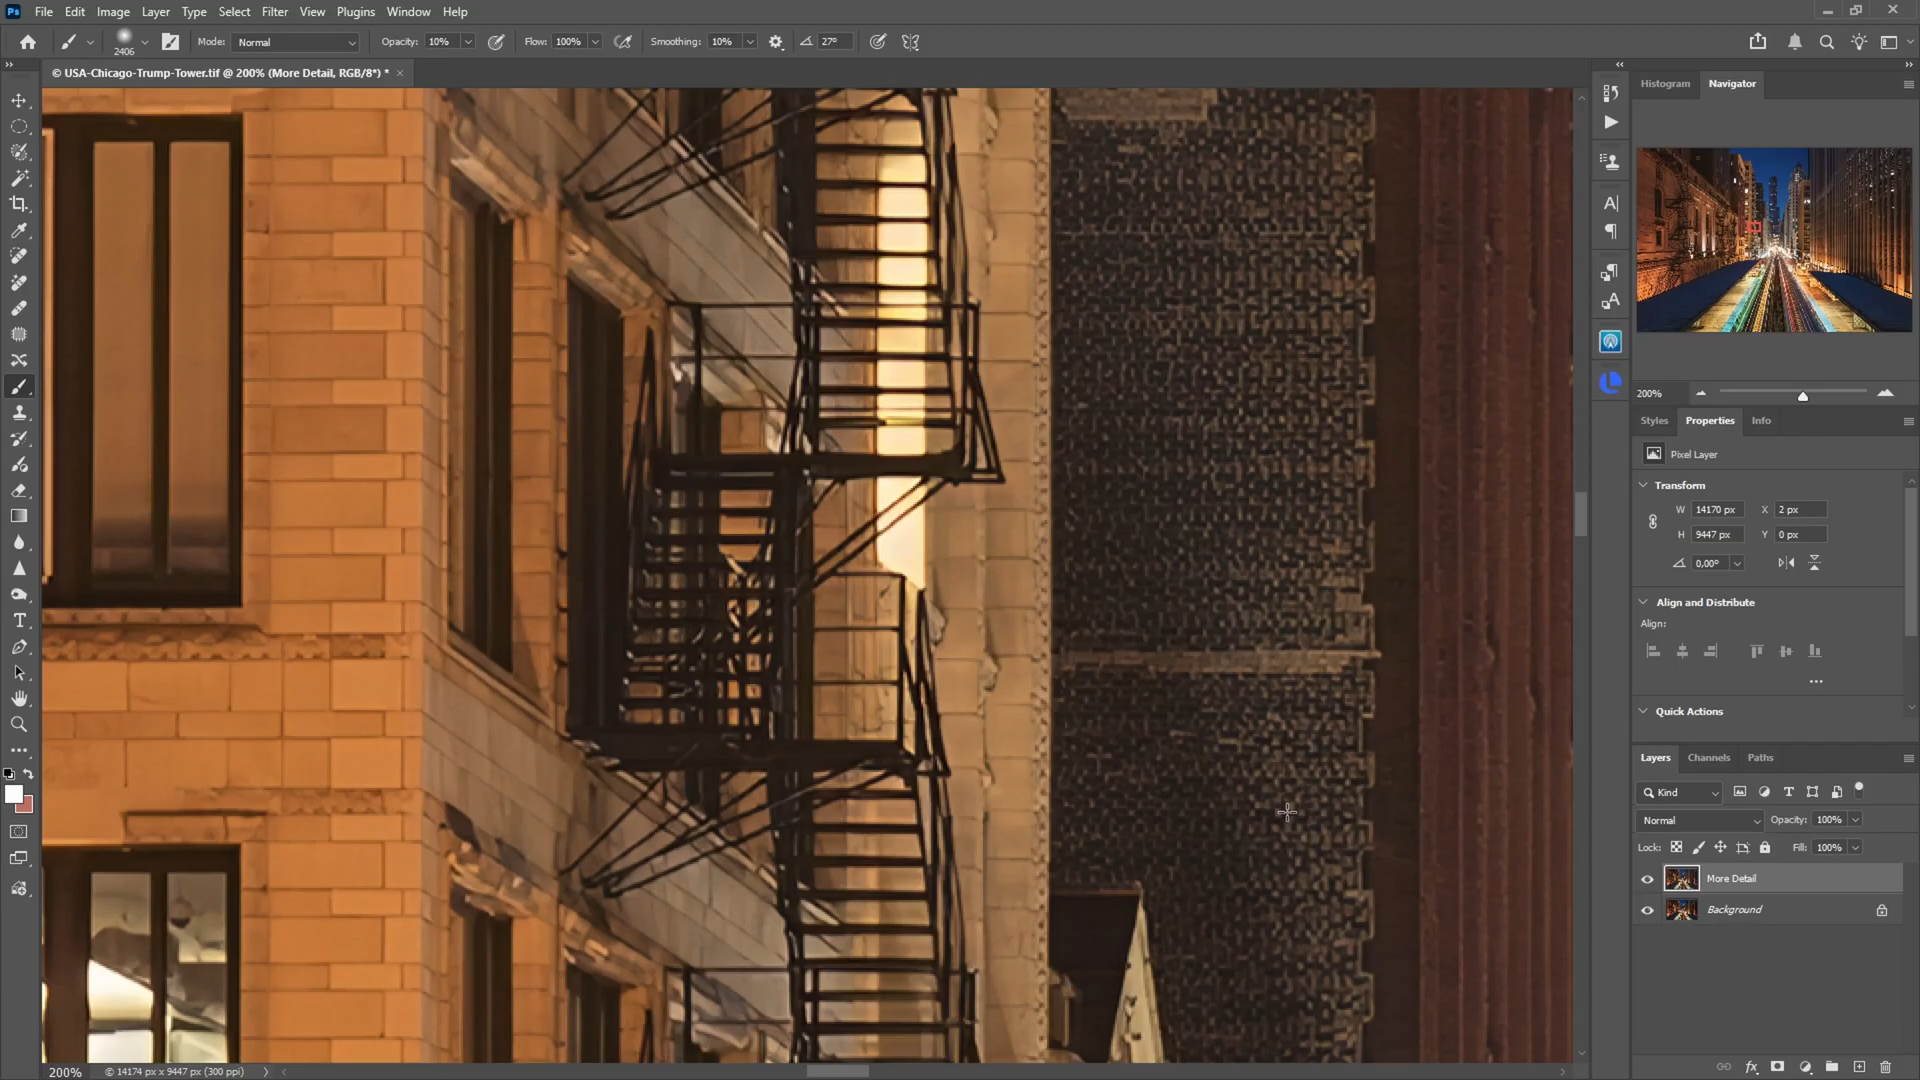 Ps File Edit Image Layer Type Select Filter View Plugins Window Help
2406 Mode: Normal Opacity: 10% Flow: 100% Smoothing: 10% 27°
© USA-Chicago-Trump-Tower.tif @ 200% (More Detail, RGB/8*) * ×
Histogram Navigator
200%
Styles Properties Info
Pixel Layer
Transform
W 14170 px X 2 px
H 9447 px Y 0 px
0,00°
Align and Distribute
Align:
Quick Actions
Layers Channels Paths
Kind
Normal Opacity: 100%
Lock: Fill: 100%
More Detail
Background
200% © 14174 px x 9447 px (300 ppi)